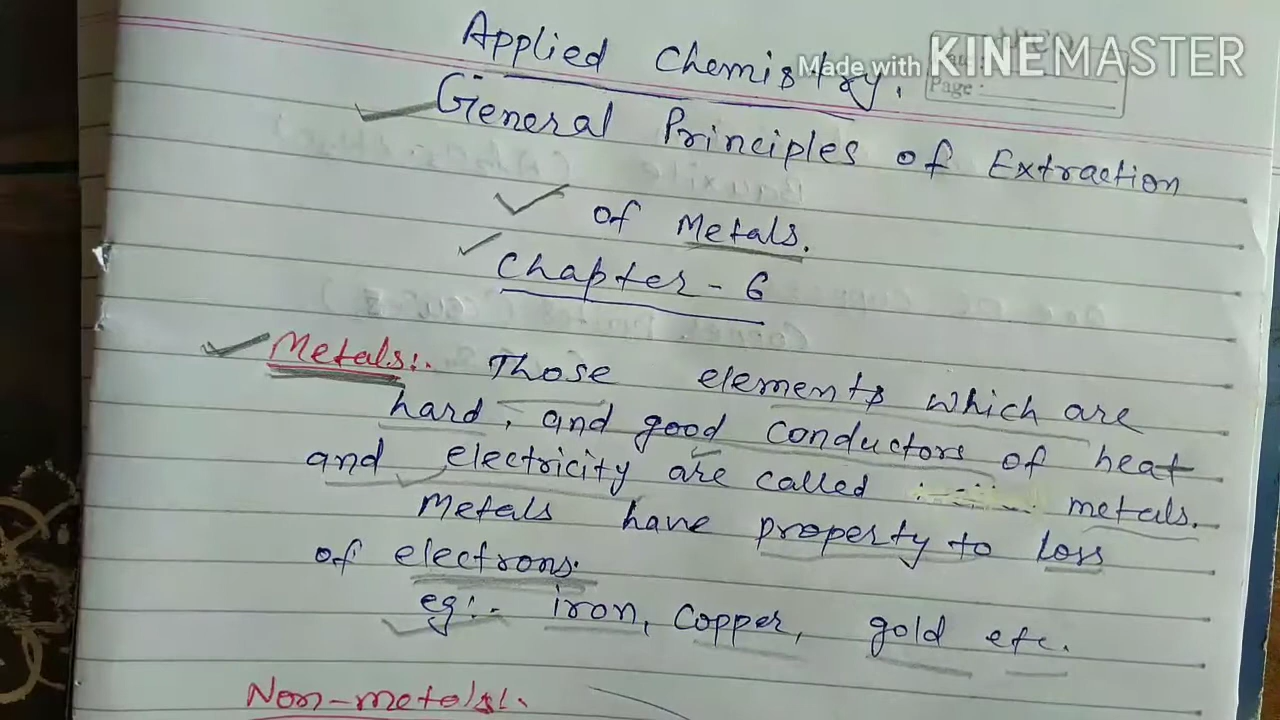 Applied Chemistry.
Made with KINEMASTER
Page :
General Principles of Extraction
of Metals.
Chapter - 6
Metals:. Those elements which are
hard, and good conductors of heat
and electricity are called metals.
Metals have property to loss
of electrons.
eg:- iron, copper, gold etc.
Non-metals:.